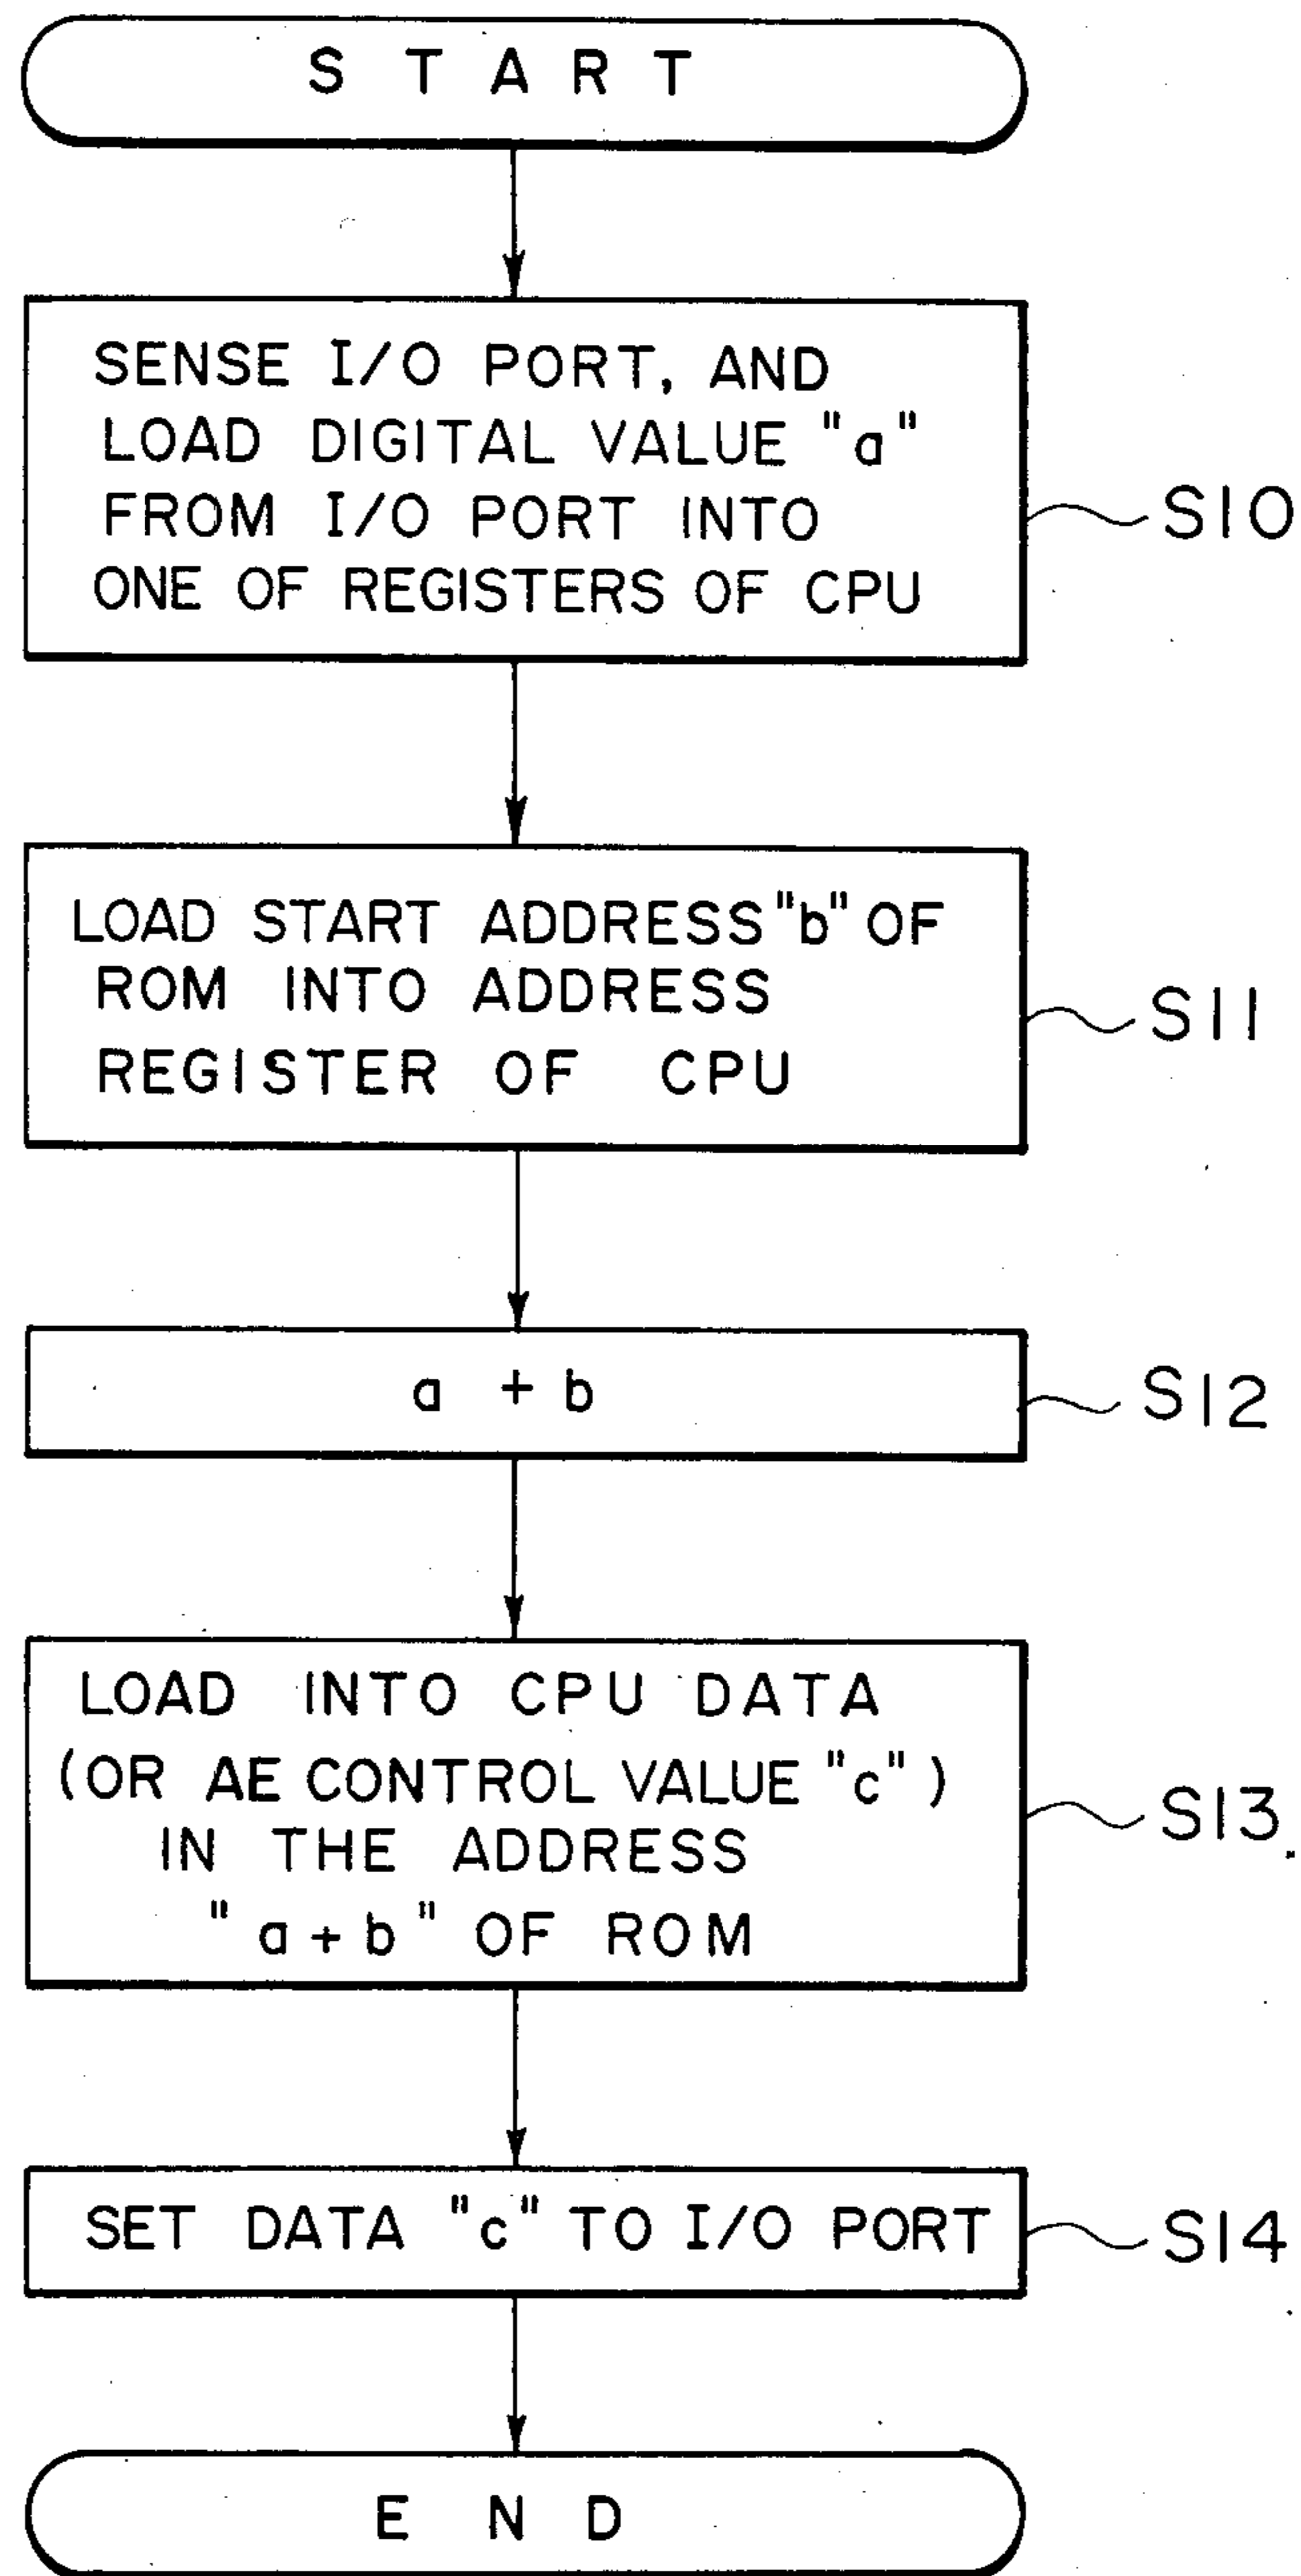 START
SENSE I/O PORT, AND
LOAD DIGITAL VALUE "a"
FROM I/O PORT INTO
ONE OF REGISTERS OF CPU
S10
LOAD START ADDRESS "b" OF
ROM INTO ADDRESS
REGISTER OF CPU
S11
a + b
S12
LOAD INTO CPU DATA
(OR AE CONTROL VALUE "c")
IN THE ADDRESS
"a+b" OF ROM
S13
SET DATA "c" TO I/O PORT
S14
END